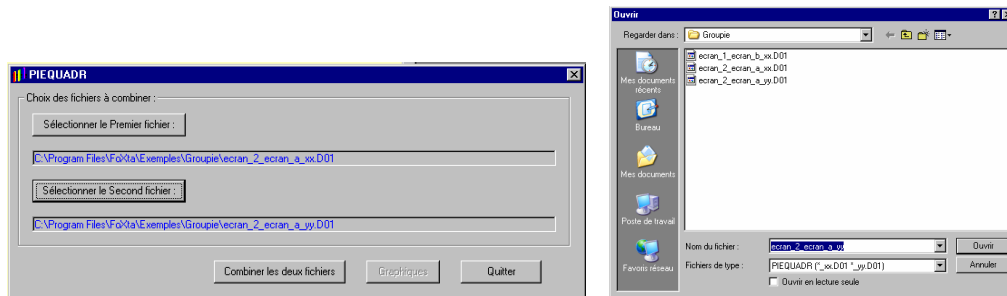 PIEQUADR
Choix des fichiers à combiner :
Sélectionner le Premier fichier :
C:\Program Files\FoXta\Exemples\Groupie\ecran_2_ecran_a_xx.D01
Sélectionner le Second fichier :
C:\Program Files\FoXta\Exemples\Groupie\ecran_2_ecran_a_yy.D01
Combiner les deux fichiers
Graphiques
Quitter
Ouvrir
Regarder dans :
Groupie
Mes documents récents
Bureau
Mes documents
Poste de travail
Favoris réseau
ecran_1_ecran_b_xx.D01
ecran_2_ecran_a_xx.D01
ecran_2_ecran_a_yy.D01
Nom du fichier :
ecran_2_ecran_a_yy
Ouvrir
Fichiers de type :
PIEQUADR (*_xx.D01 *_yy.D01)
Annuler
Ouvrir en lecture seule